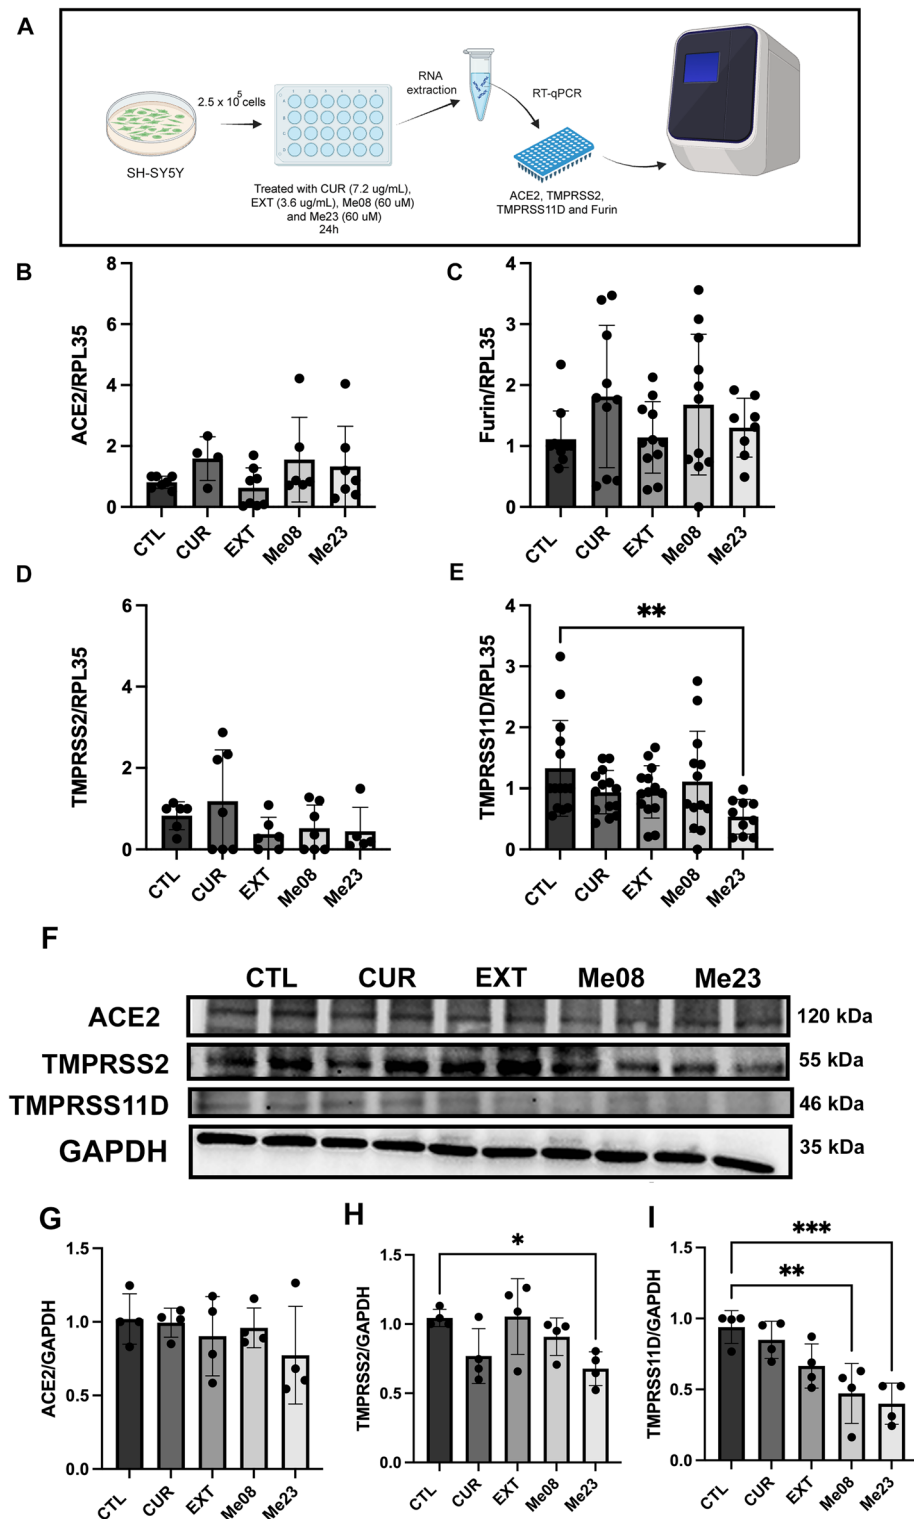 A
2.5 x 10
5
cells
SH-SY5Y
Treated with CUR (7.2 ug/mL),
EXT (3.6 ug/mL), Me08 (60 uM)
and Me23 (60 uM)
24h
RNA
extraction
RT-qPCR
ACE2, TMPRSS2,
TMPRSS11D and Furin
B
ACE2/RPL35
8
6
4
2
0
CTL
CUR
EXT
Me08
Me23
C
Furin/RPL35
4
3
2
1
0
CTL
CUR
EXT
Me08
Me23
D
TMPRSS2/RPL35
6
4
2
0
CTL
CUR
EXT
Me08
Me23
E
TMPRSS11D/RPL35
4
3
2
1
0
**
CTL
CUR
EXT
Me08
Me23
F
CTL CUR EXT Me08 Me23
ACE2 120 kDa
TMPRSS2 55 kDa
TMPRSS11D 46 kDa
GAPDH 35 kDa
G
ACE2/GAPDH
1.5
1.0
0.5
0.0
CTL
CUR
EXT
Me08
Me23
H
TMPRSS2/GAPDH
1.5
1.0
0.5
0.0
*
CTL
CUR
EXT
Me08
Me23
I
TMPRSS11D/GAPDH
1.5
1.0
0.5
0.0
***
**
CTL
CUR
EXT
Me08
Me23